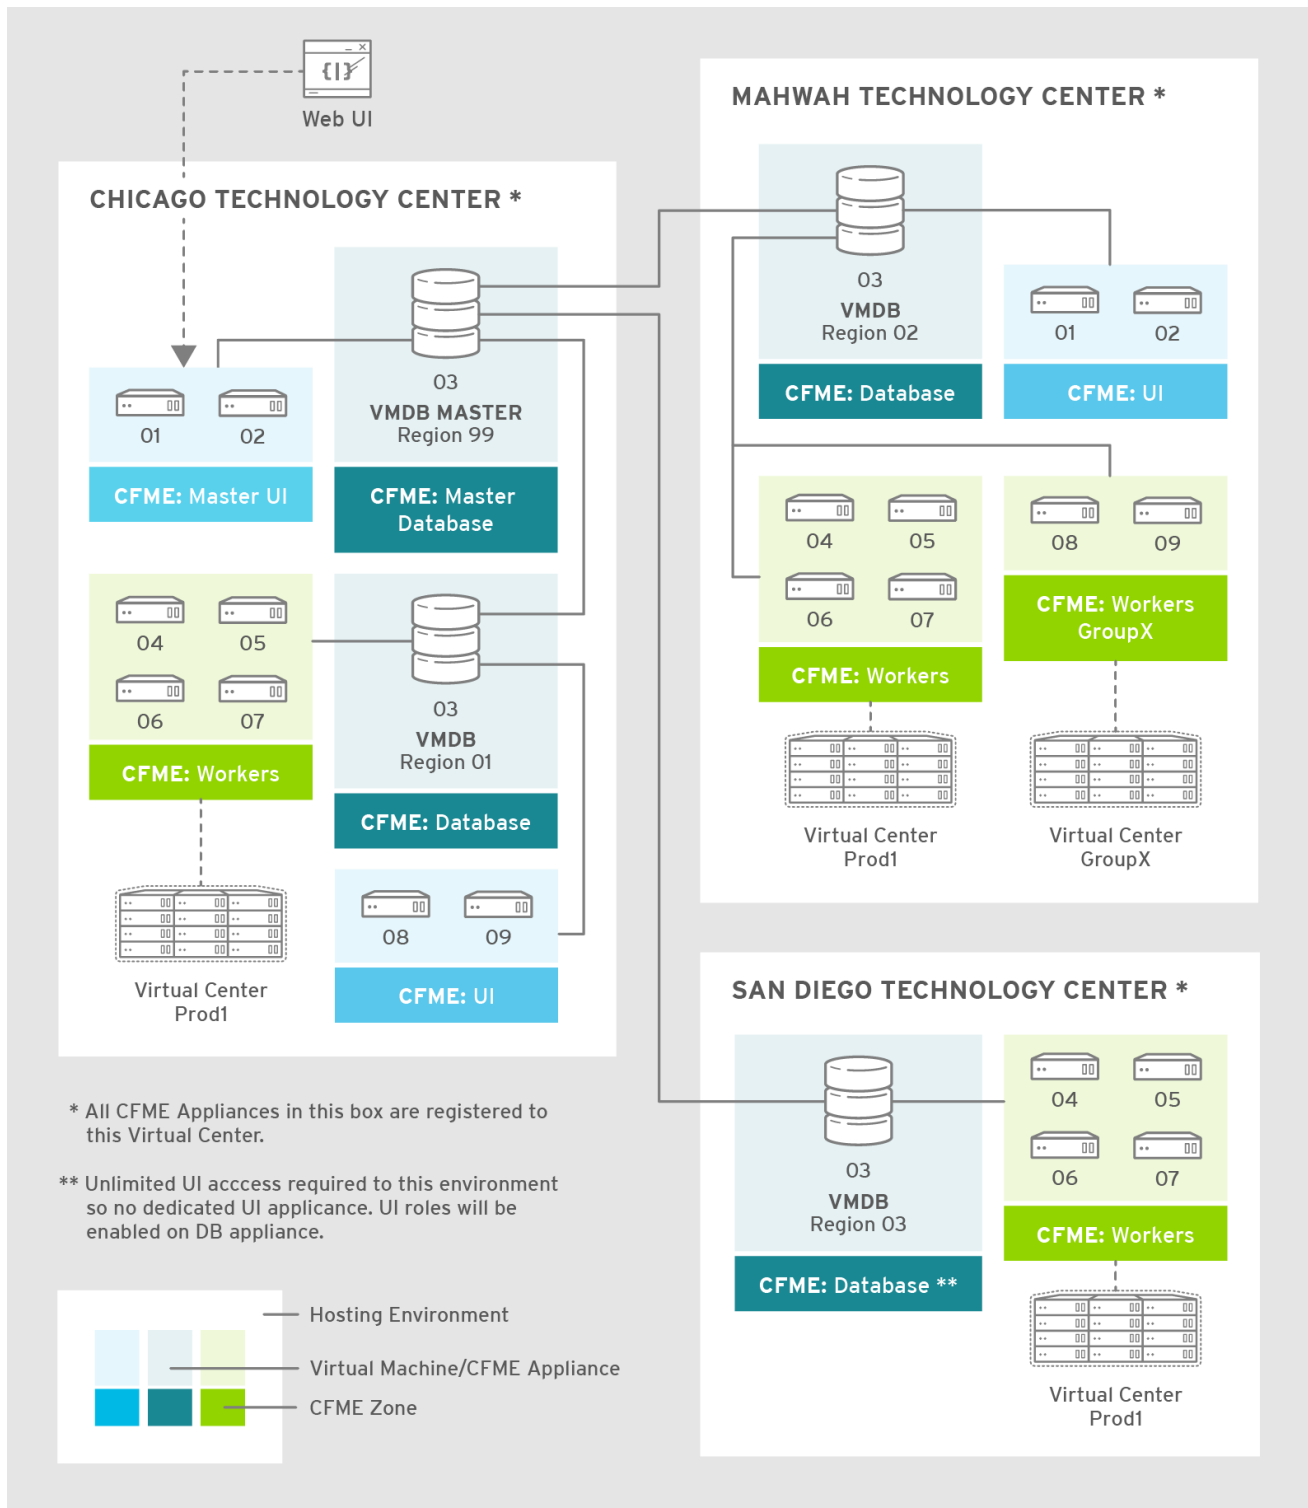 Web UI
CHICAGO TECHNOLOGY CENTER *
03
VMDB MASTER
Region 99
01
02
CFME: Master UI
CFME: Master
Database
04
05
06
07
CFME: Workers
03
VMDB
Region 01
CFME: Database
08
09
CFME: UI
Virtual Center
Prod1
MAHWAH TECHNOLOGY CENTER *
03
VMDB
Region 02
CFME: Database
01
02
CFME: UI
04
05
06
07
CFME: Workers
08
09
CFME: Workers
GroupX
Virtual Center
Prod1
Virtual Center
GroupX
SAN DIEGO TECHNOLOGY CENTER *
03
VMDB
Region 03
CFME: Database **
04
05
06
07
CFME: Workers
Virtual Center
Prod1
* All CFME Appliances in this box are registered to
this Virtual Center.
** Unlimited UI acccess required to this environment
so no dedicated UI applicance. UI roles will be
enabled on DB appliance.
Hosting Environment
Virtual Machine/CFME Appliance
CFME Zone